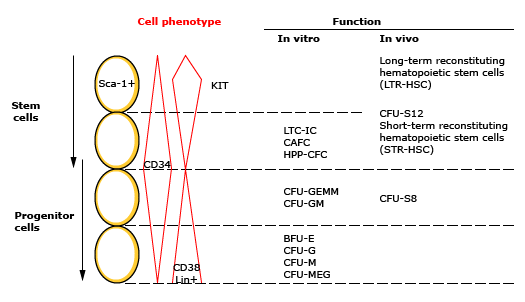 Cell phenotype
Function
In vitro
In vivo
Sca-1+
KIT
Long-term reconstituting
hematopoietic stem cells
(LTR-HSC)
Stem
cells
CFU-S12
Short-term reconstituting
hematopoietic stem cells
(STR-HSC)
LTC-IC
CAFC
HPP-CFC
CD34
CFU-GEMM
CFU-GM
CFU-S8
Progenitor
cells
BFU-E
CFU-G
CFU-M
CFU-MEG
CD38
Lin+